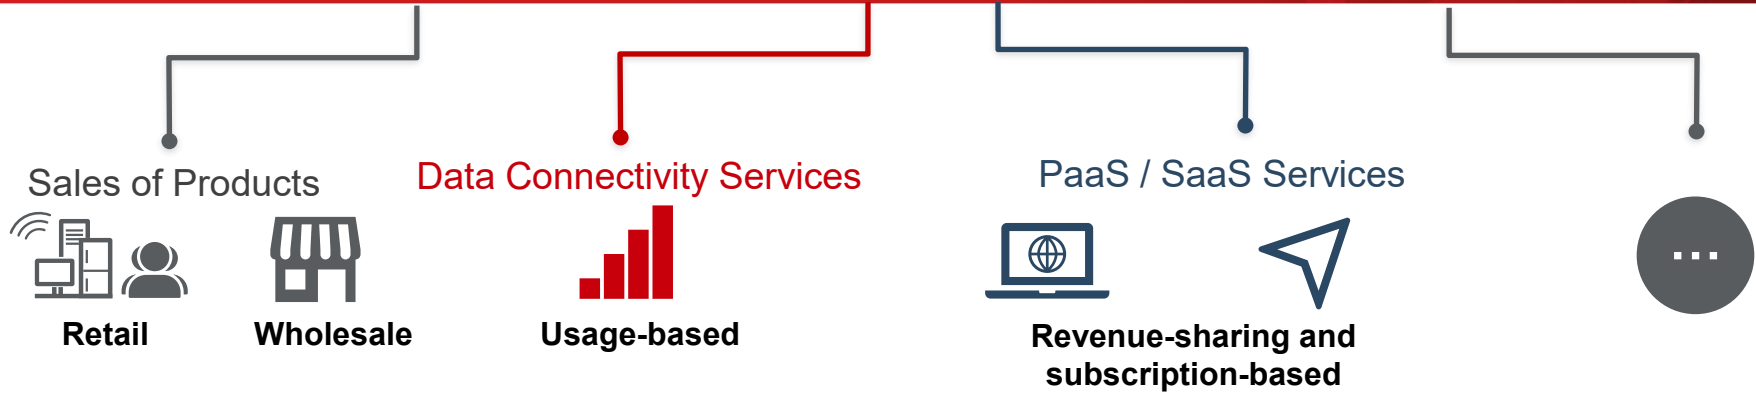 Sales of Products
Data Connectivity Services
PaaS / SaaS Services
...
Retail
Wholesale
Usage-based
Revenue-sharing and
subscription-based